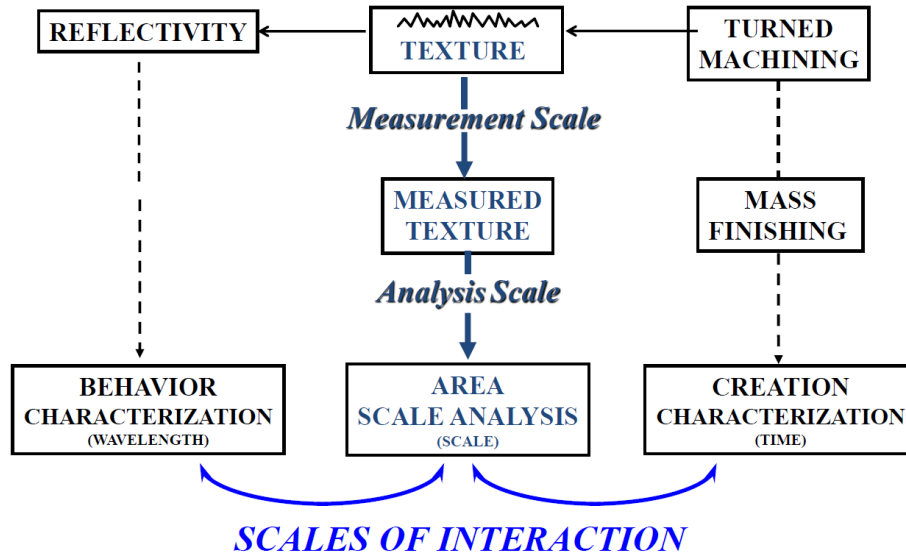 REFLECTIVITY
TEXTURE
TURNED
MACHINING
Measurement Scale
MEASURED
TEXTURE
MASS
FINISHING
Analysis Scale
BEHAVIOR
CHARACTERIZATION
(WAVELENGTH)
AREA
SCALE ANALYSIS
(SCALE)
CREATION
CHARACTERIZATION
(TIME)
SCALES OF INTERACTION